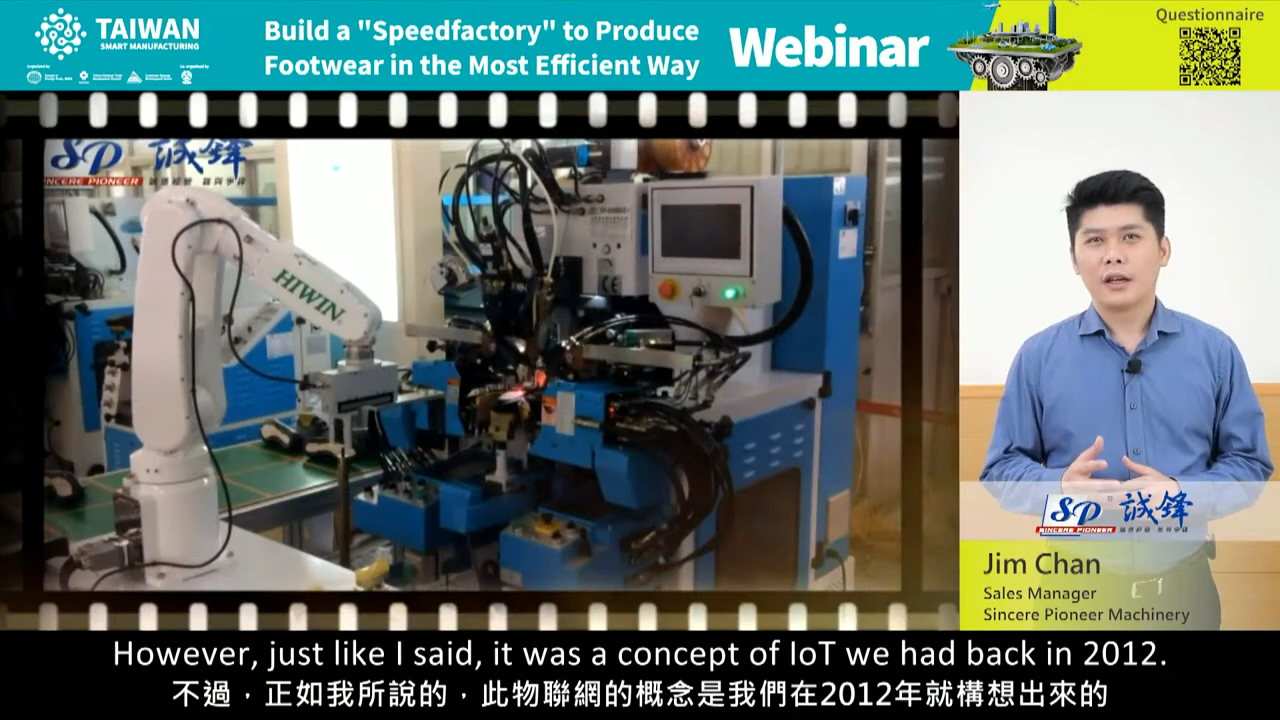 TAIWAN
SMART MANUFACTURING
Build a "Speedfactory" to Produce
Footwear in the Most Efficient Way
Webinar
Questionnaire
SP 誠鋒
SINCERE PIONEER
HIWIN
SP 誠鋒
SINCERE PIONEER
Jim Chan
Sales Manager
Sincere Pioneer Machinery
However, just like I said, it was a concept of IoT we had back in 2012.
不過，正如我所說的，此物聯網的概念是我們在2012年就構想出來的